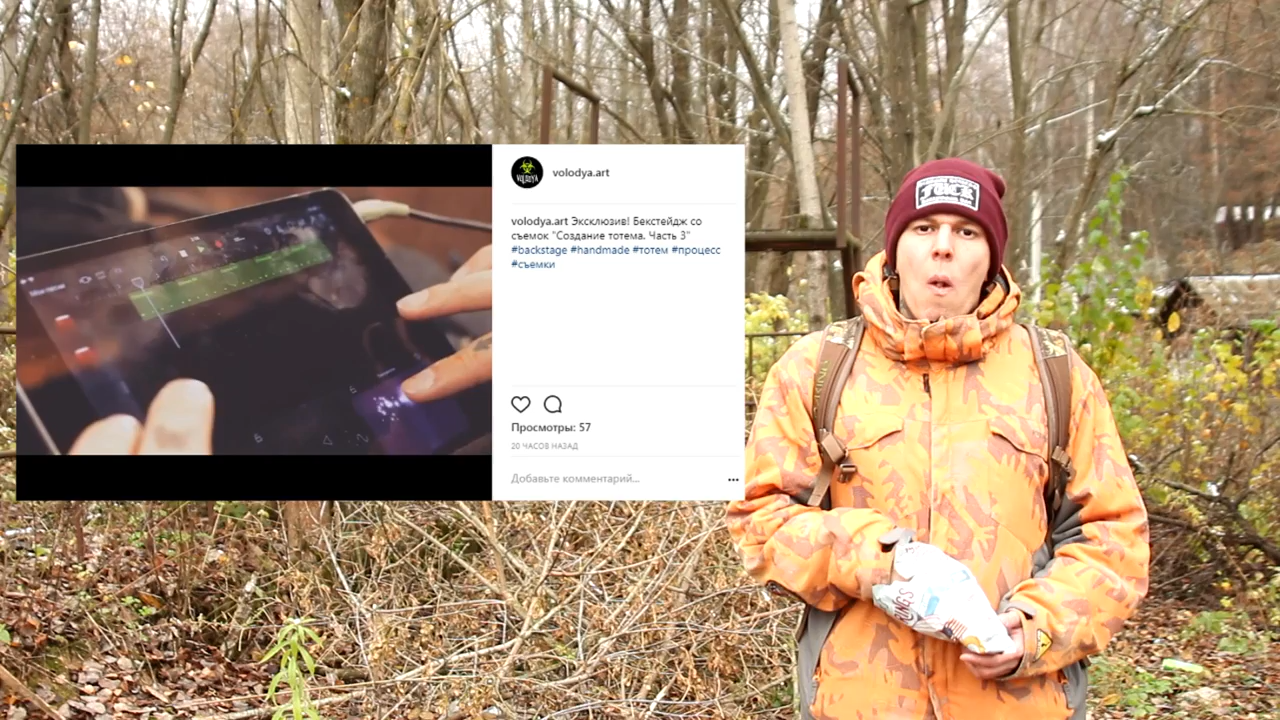 VOLODYA
volodya.art
volodya.art Эксклюзив! Бекстейдж со
съемок "Создание тотема. Часть 3"
#backstage #handmade #тотем #процесс
#съемки
Просмотры: 57
20 ЧАСОВ НАЗАД
Добавьте комментарий...